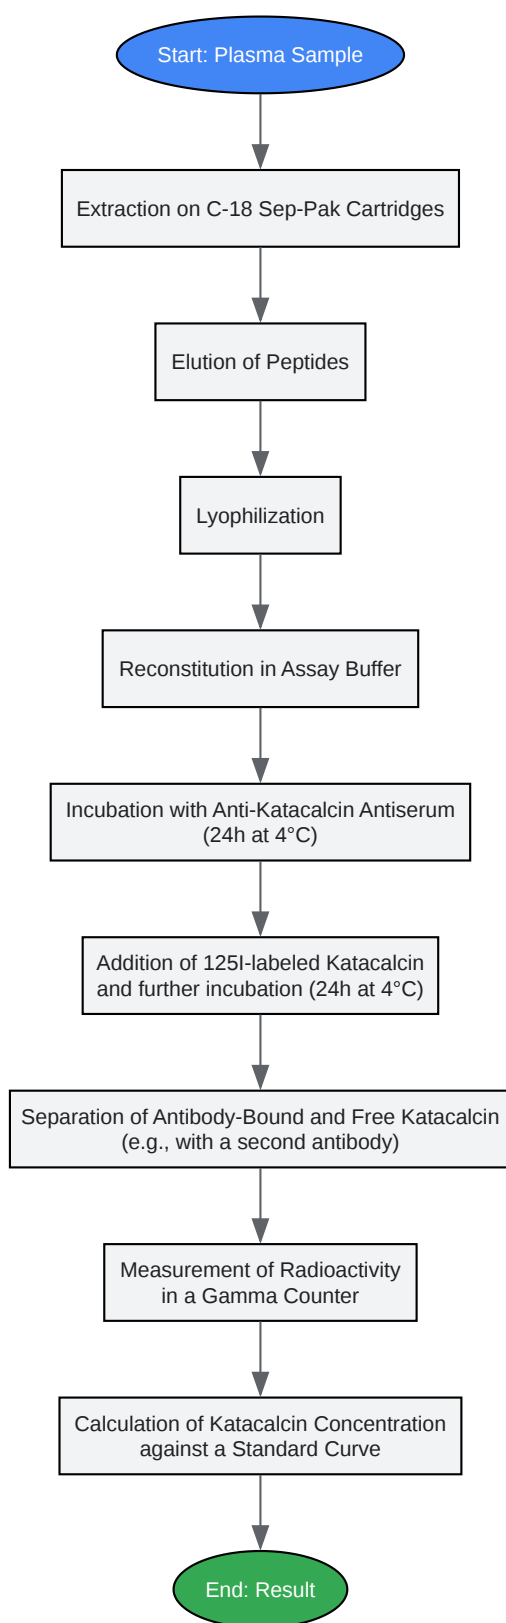 Start: Plasma Sample
Extraction on C-18 Sep-Pak Cartridges
Elution of Peptides
Lyophilization
Reconstitution in Assay Buffer
Incubation with Anti-Katacalcin Antiserum
(24h at 4°C)
Addition of 125I-labeled Katacalcin
and further incubation (24h at 4°C)
Separation of Antibody-Bound and Free Katacalcin
(e.g., with a second antibody)
Measurement of Radioactivity
in a Gamma Counter
Calculation of Katacalcin Concentration
against a Standard Curve
End: Result